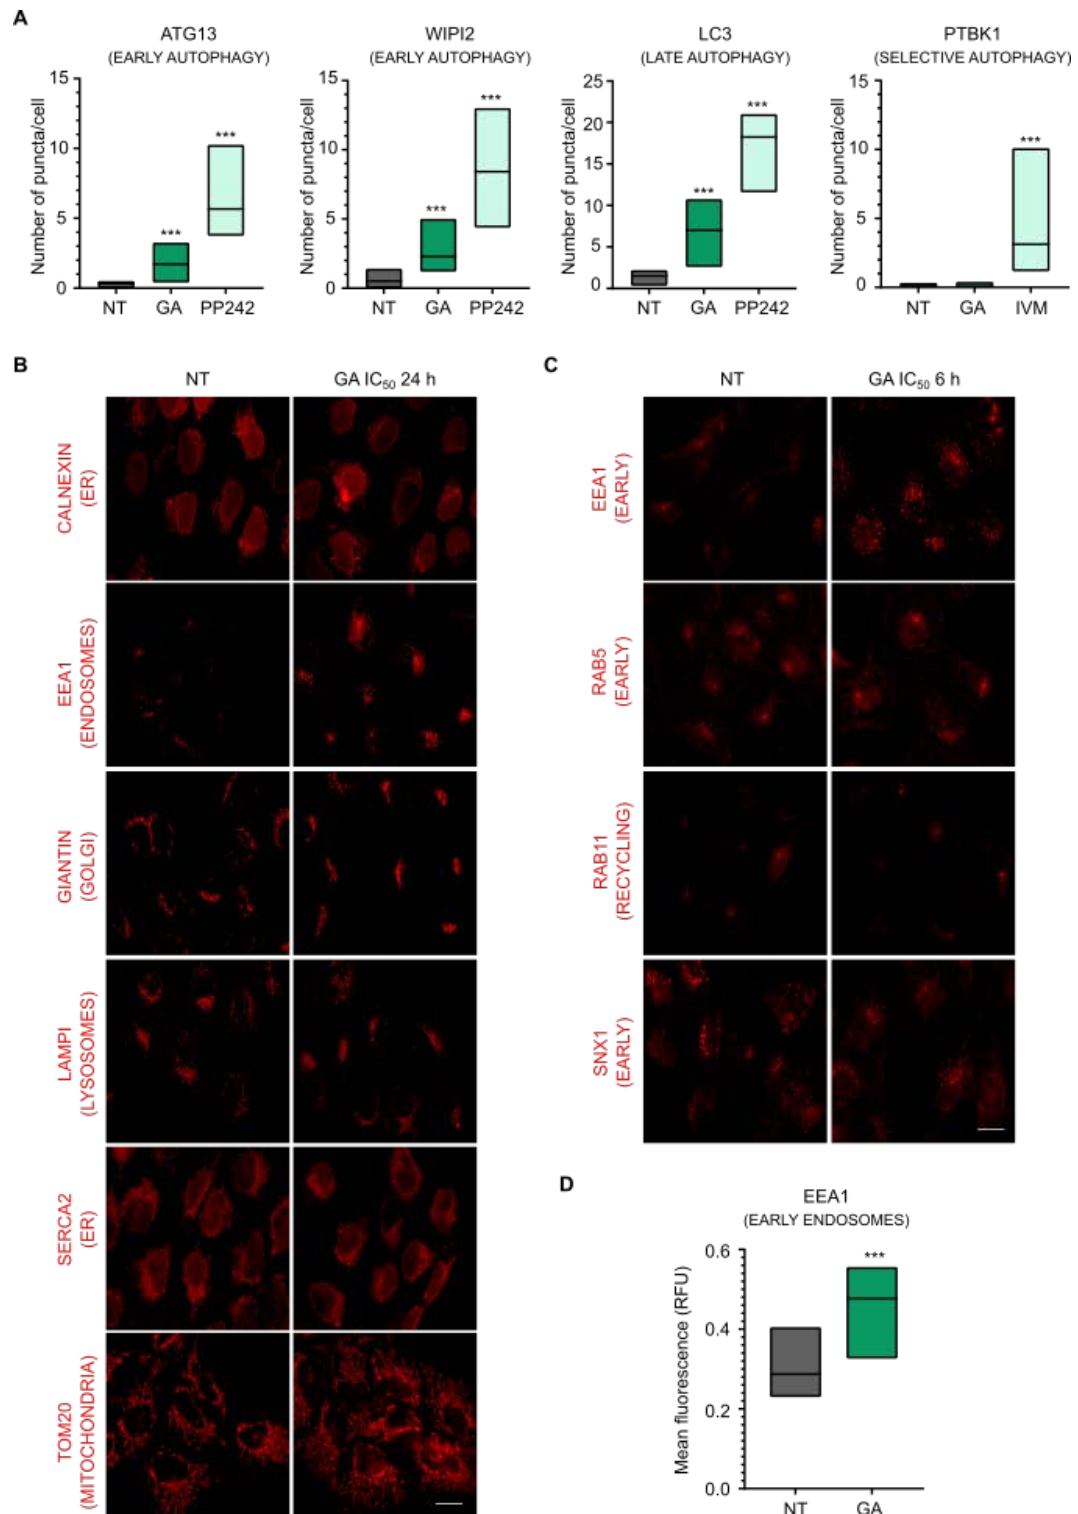 A
ATG13
(EARLY AUTOPHAGY)
Number of puncta/cell
15
10
5
0
NT
GA
PP242
***
***
WIPI2
(EARLY AUTOPHAGY)
Number of puncta/cell
15
10
5
0
NT
GA
PP242
***
***
LC3
(LATE AUTOPHAGY)
Number of puncta/cell
25
20
15
10
5
0
NT
GA
PP242
***
***
PTBK1
(SELECTIVE AUTOPHAGY)
Number of puncta/cell
15
10
5
0
NT
GA
IVM
***
B
NT
GA IC₅₀ 24 h
CALNEXIN
(ER)
EEA1
(ENDOSOMES)
GIANTIN
(GOLGI)
LAMPI
(LYSOSOMES)
SERCA2
(ER)
TOM20
(MITOCHONDRIA)
C
NT
GA IC₅₀ 6 h
EEA1
(EARLY)
RAB5
(EARLY)
RAB11
(RECYCLING)
SNX1
(EARLY)
D
EEA1
(EARLY ENDOSOMES)
Mean fluorescence (RFU)
0.6
0.4
0.2
0.0
***
NT
GA